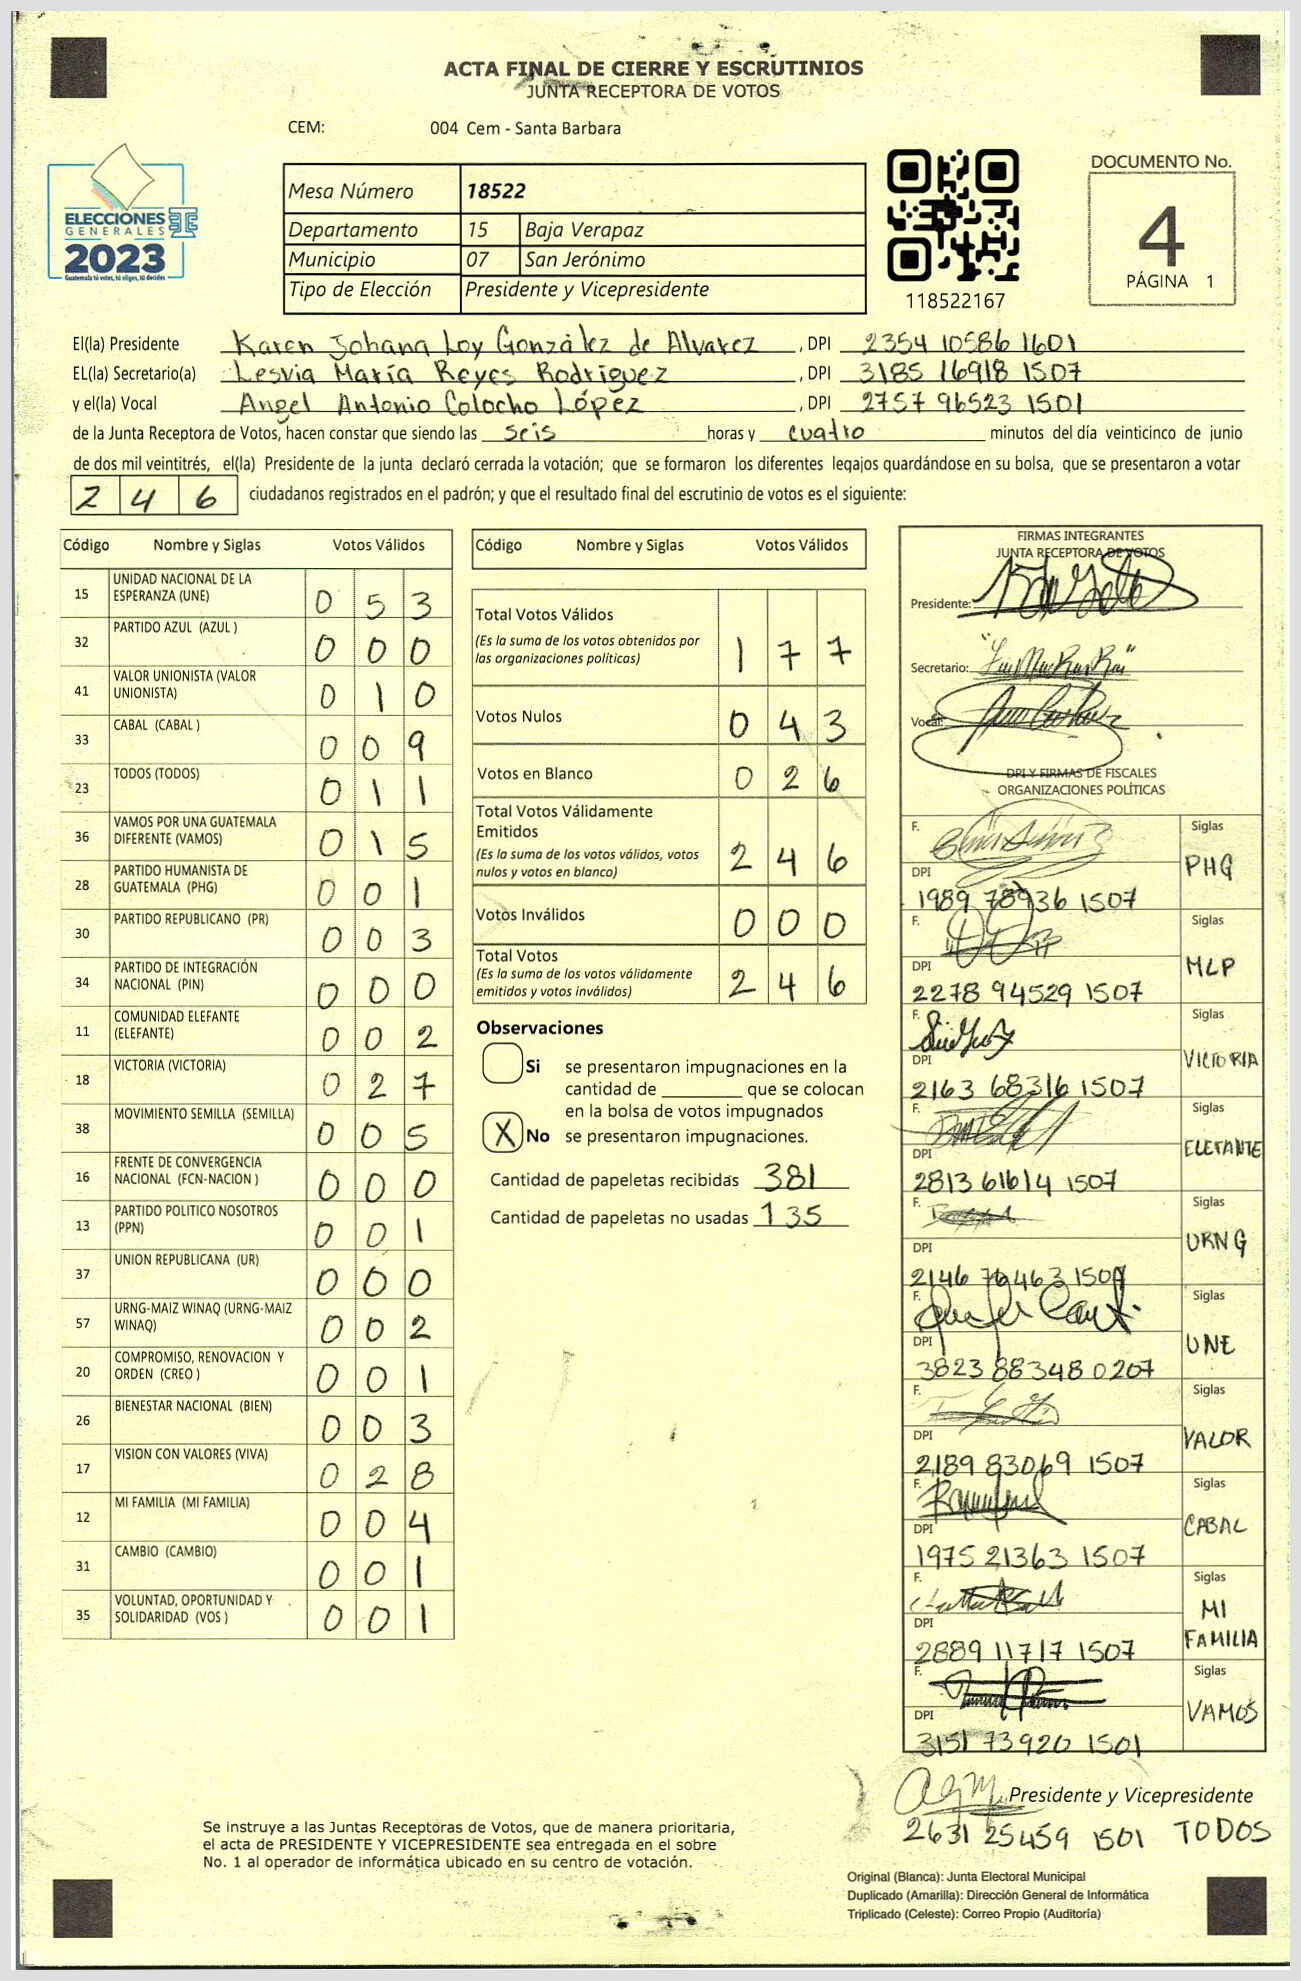 ACTA FINAL DE CIERRE Y ESCRUTINIOS
JUNTA RECEPTORA DE VOTOS
CEM: 004 Cem - Santa Barbara
ELECCIONES
GENERALES
2023
Guatemala tú votes, tú eliges, tú decides
Mesa Número 18522
Departamento 15 Baja Verapaz
Municipio 07 San Jerónimo
Tipo de Elección Presidente y Vicepresidente
118522167
DOCUMENTO No.
4
PÁGINA 1
El(la) Presidente Karen Johana Loy González de Alvarez , DPI 2354 10586 1601
EL(la) Secretario(a) Lesvia María Reyes Rodríguez , DPI 3185 16918 1507
y el(la) Vocal Angel Antonio Colocho López , DPI 2757 96523 1501
de la Junta Receptora de Votos, hacen constar que siendo las seis horas y cuatro minutos del día veinticinco de junio
de dos mil veintitrés, el(la) Presidente de la junta declaró cerrada la votación; que se formaron los diferentes legajos guardándose en su bolsa, que se presentaron a votar
2 4 6 ciudadanos registrados en el padrón; y que el resultado final del escrutinio de votos es el siguiente:
Código Nombre y Siglas Votos Válidos
15 UNIDAD NACIONAL DE LA ESPERANZA (UNE) 0 5 3
32 PARTIDO AZUL (AZUL ) 0 0 0
41 VALOR UNIONISTA (VALOR UNIONISTA) 0 1 0
33 CABAL (CABAL ) 0 0 9
23 TODOS (TODOS) 0 1 1
36 VAMOS POR UNA GUATEMALA DIFERENTE (VAMOS) 0 1 5
28 PARTIDO HUMANISTA DE GUATEMALA (PHG) 0 0 1
30 PARTIDO REPUBLICANO (PR) 0 0 3
34 PARTIDO DE INTEGRACIÓN NACIONAL (PIN) 0 0 0
11 COMUNIDAD ELEFANTE (ELEFANTE) 0 0 2
18 VICTORIA (VICTORIA) 0 2 7
38 MOVIMIENTO SEMILLA (SEMILLA) 0 0 5
16 FRENTE DE CONVERGENCIA NACIONAL (FCN-NACION ) 0 0 0
13 PARTIDO POLITICO NOSOTROS (PPN) 0 0 1
37 UNION REPUBLICANA (UR) 0 0 0
57 URNG-MAIZ WINAQ (URNG-MAIZ WINAQ) 0 0 2
20 COMPROMISO, RENOVACION Y ORDEN (CREO ) 0 0 1
26 BIENESTAR NACIONAL (BIEN) 0 0 3
17 VISION CON VALORES (VIVA) 0 2 8
12 MI FAMILIA (MI FAMILIA) 0 0 4
31 CAMBIO (CAMBIO) 0 0 1
35 VOLUNTAD, OPORTUNIDAD Y SOLIDARIDAD (VOS ) 0 0 1
Código Nombre y Siglas Votos Válidos
Total Votos Válidos 1 7 7
(Es la suma de los votos obtenidos por
las organizaciones políticas)
Votos Nulos 0 4 3
Votos en Blanco 0 2 6
Total Votos Válidamente
Emitidos 2 4 6
(Es la suma de los votos válidos, votos
nulos y votos en blanco)
Votos Inválidos 0 0 0
Total Votos 2 4 6
(Es la suma de los votos válidamente
emitidos y votos inválidos)
Observaciones
Si se presentaron impugnaciones en la
cantidad de ________ que se colocan
en la bolsa de votos impugnados
X No se presentaron impugnaciones.
Cantidad de papeletas recibidas 381
Cantidad de papeletas no usadas 135
FIRMAS INTEGRANTES
JUNTA RECEPTORA DE VOTOS
Presidente:
Secretario:
Vocal:
DPI Y FIRMAS DE FISCALES
ORGANIZACIONES POLÍTICAS
F. Siglas
DPI PHG
1989 78936 1507
F. Siglas
DPI MLP
2278 94529 1507
F. Siglas
DPI VICTORIA
2163 68316 1507
F. Siglas
DPI ELEFANTE
2813 61614 1507
F. Siglas
DPI URNG
2146 76463 1507
F. Siglas
DPI UNE
3823 88348 0207
F. Siglas
DPI VALOR
2189 83069 1507
F. Siglas
DPI CABAL
1975 21363 1507
F. Siglas
DPI MI FAMILIA
2889 11717 1507
F. Siglas
DPI VAMOS
3151 73920 1501
Presidente y Vicepresidente
2631 25459 1501 TODOS
Se instruye a las Juntas Receptoras de Votos, que de manera prioritaria,
el acta de PRESIDENTE Y VICEPRESIDENTE sea entregada en el sobre
No. 1 al operador de informática ubicado en su centro de votación.
Original (Blanca): Junta Electoral Municipal
Duplicado (Amarilla): Dirección General de Informática
Triplicado (Celeste): Correo Propio (Auditoría)